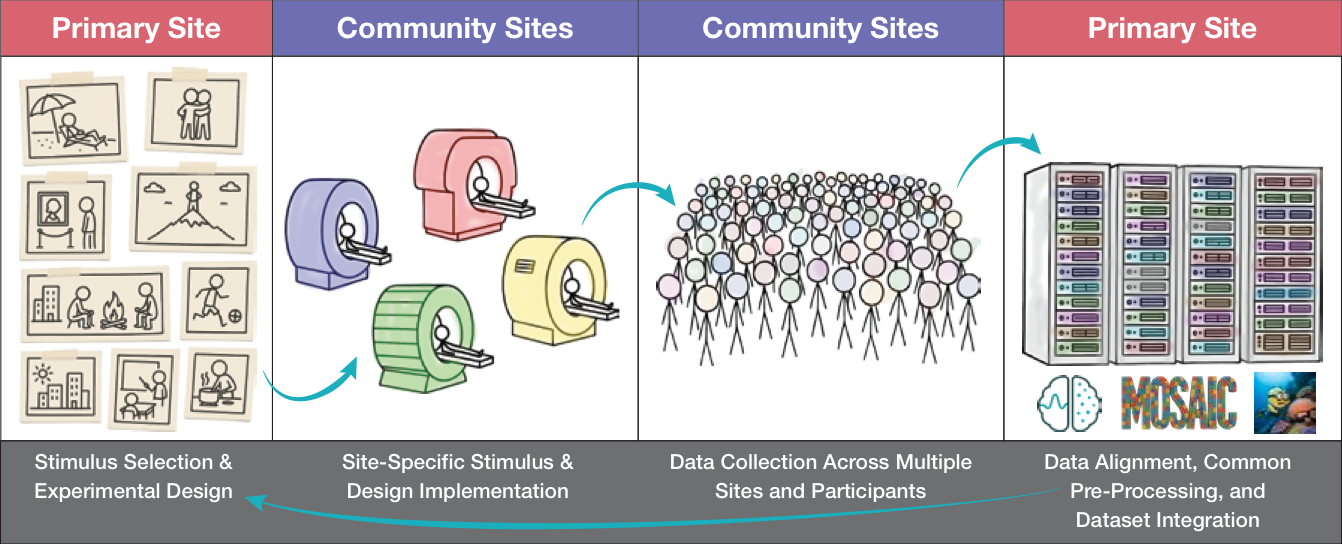 Primary Site
Community Sites
Community Sites
Primary Site
MOSAIC
Stimulus Selection &
Experimental Design
Site-Specific Stimulus &
Design Implementation
Data Collection Across Multiple
Sites and Participants
Data Alignment, Common
Pre-Processing, and
Dataset Integration